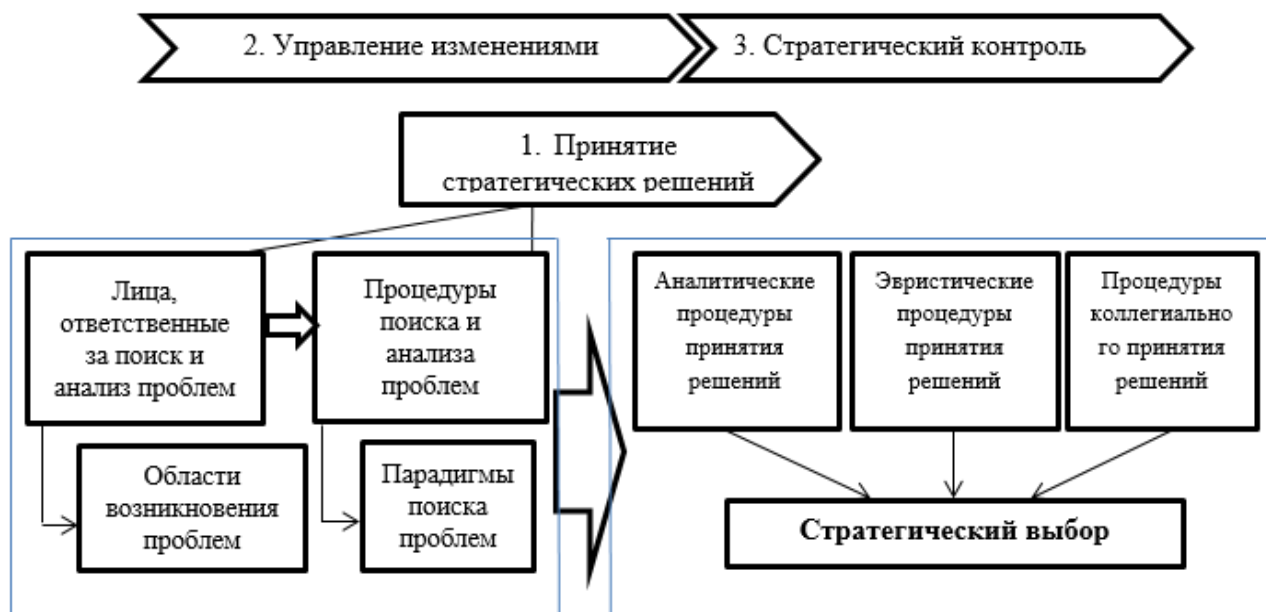 2. Управление изменениями
3. Стратегический контроль
1. Принятие
стратегических решений
Лица,
ответственные
за поиск и
анализ проблем
Процедуры
поиска и
анализа
проблем
Области
возникновения
проблем
Парадигмы
поиска
проблем
Аналитические
процедуры
принятия
решений
Эвристические
процедуры
принятия
решений
Процедуры
коллегиально
го принятия
решений
Стратегический выбор